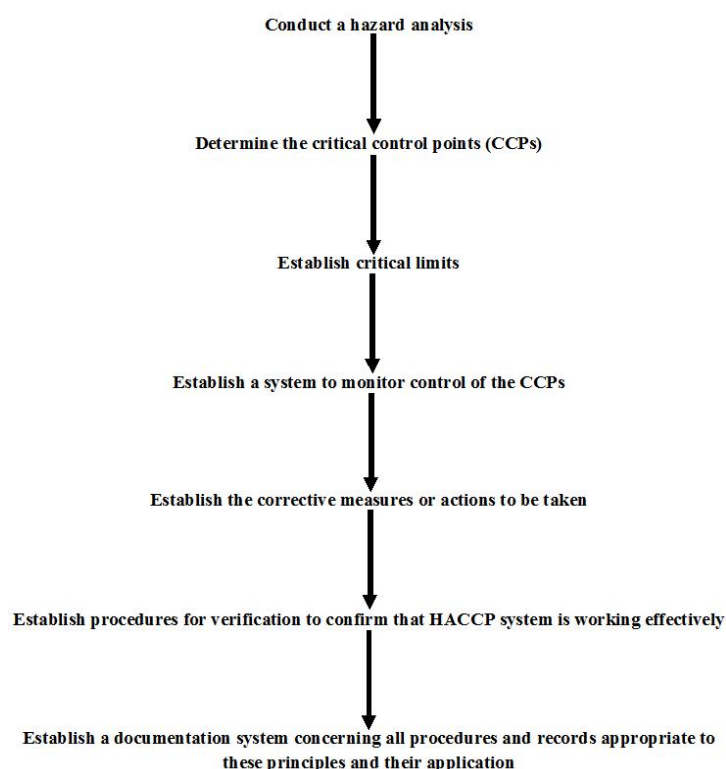 Conduct a hazard analysis
Determine the critical control points (CCPs)
Establish critical limits
Establish a system to monitor control of the CCPs
Establish the corrective measures or actions to be taken
Establish procedures for verification to confirm that HACCP system is working effectively
Establish a documentation system concerning all procedures and records appropriate to
these principles and their application